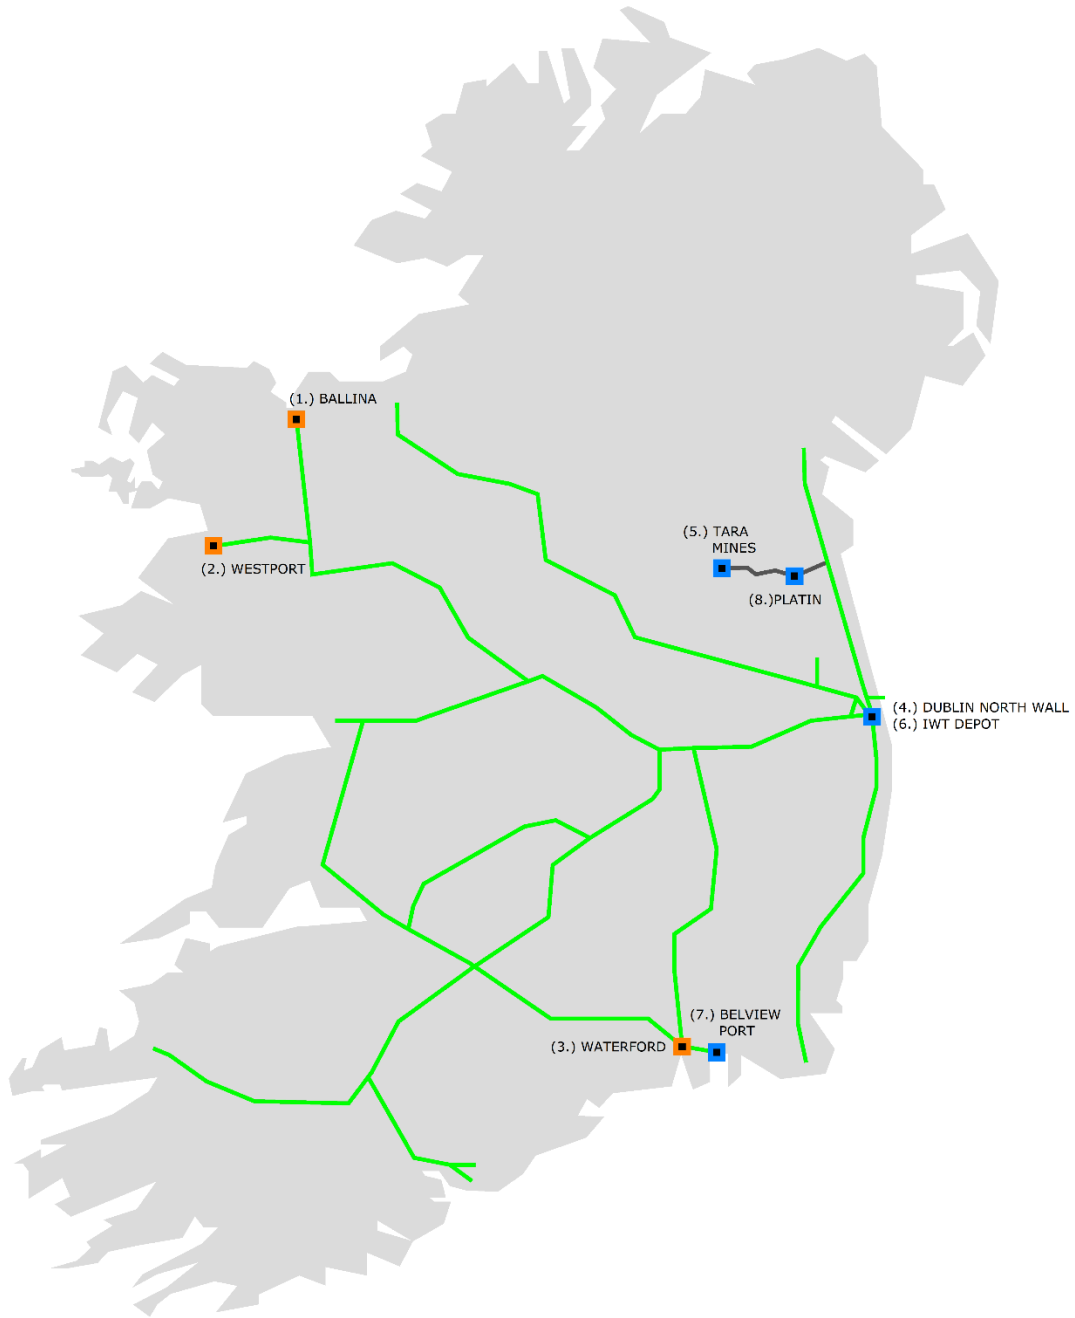 (1.) BALLINA
(5.) TARA
MINES
(2.) WESTPORT
(8.)PLATIN
(4.) DUBLIN NORTH WALL
(6.) IWT DEPOT
(7.) BELVIEW
PORT
(3.) WATERFORD